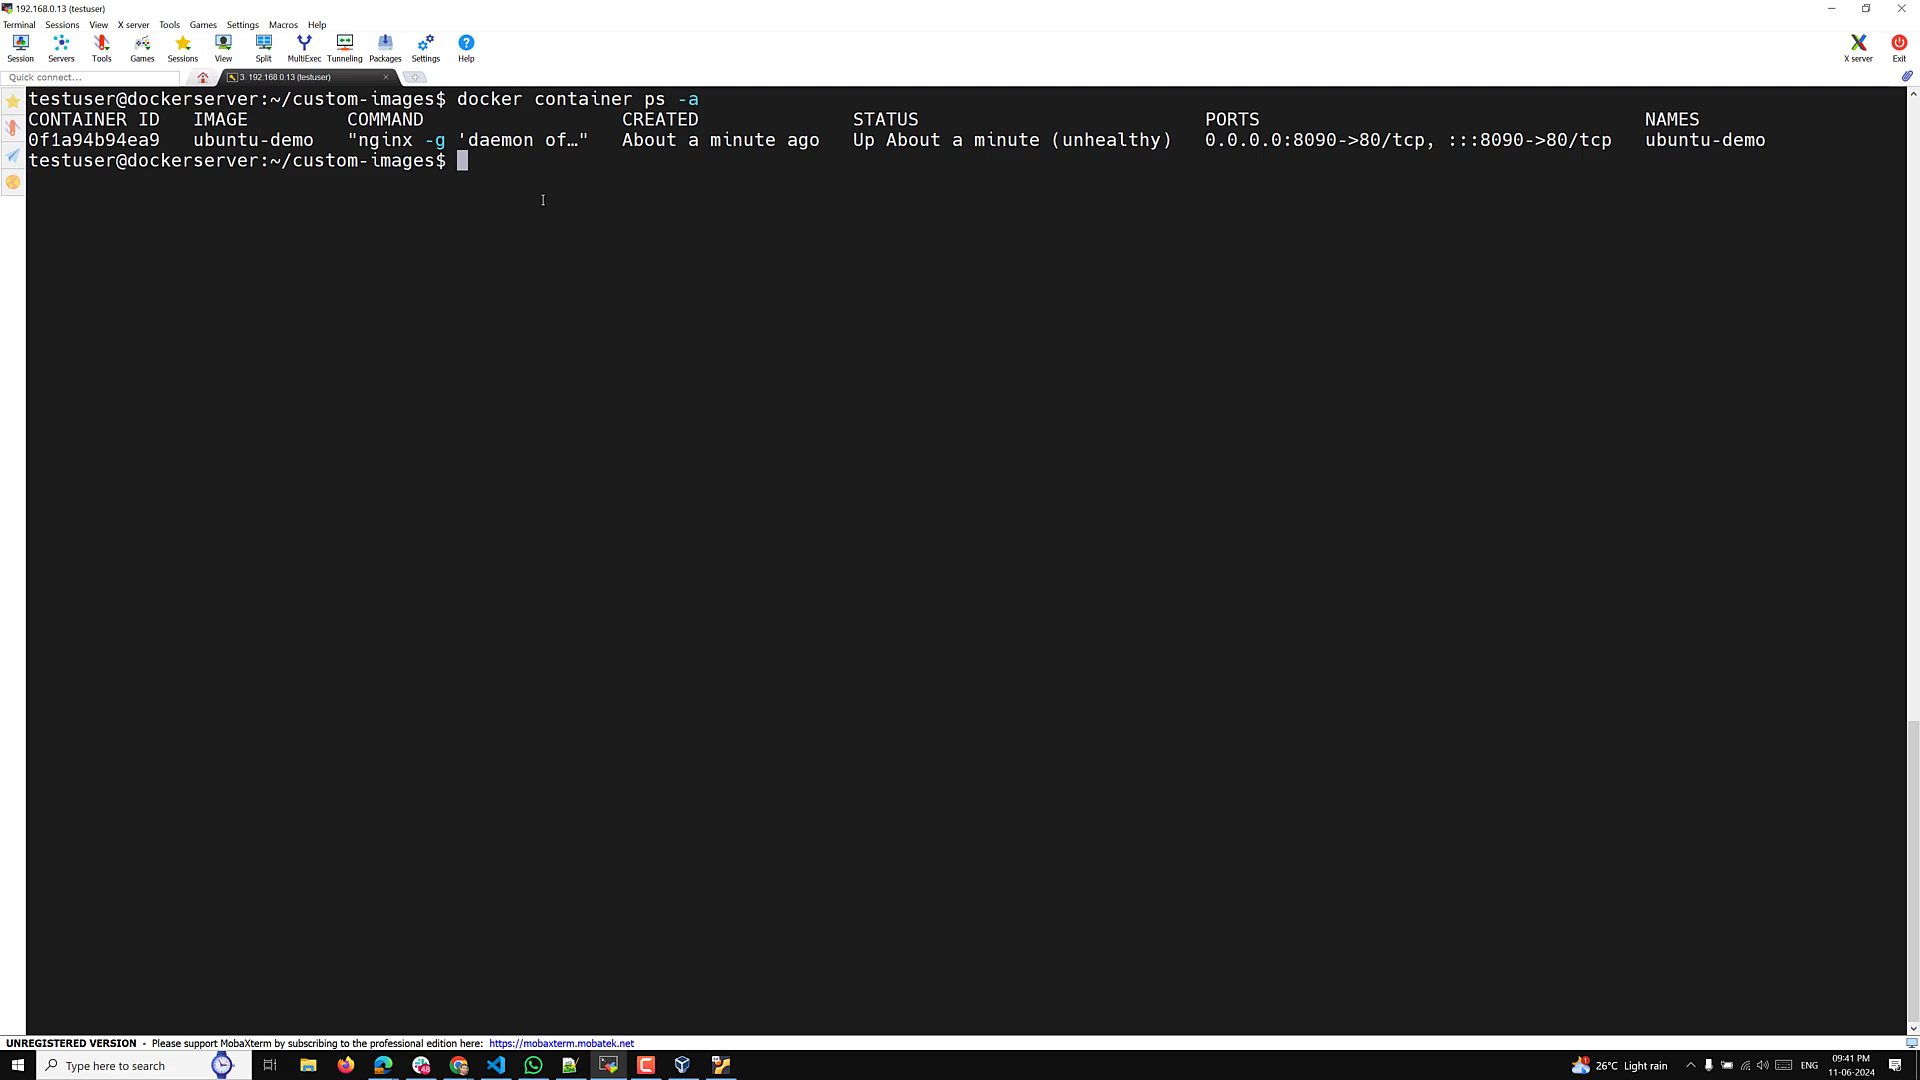 192.168.0.13 (testuser)
Terminal Sessions View X server Tools Games Settings Macros Help
Session Servers Tools Games Sessions View Split MultiExec Tunneling Packages Settings Help X server Exit
Quick connect... 3. 192.168.0.13 (testuser)
testuser@dockerserver:~/custom-images$ docker container ps -a
CONTAINER ID IMAGE COMMAND CREATED STATUS PORTS NAMES
0f1a94b94ea9 ubuntu-demo "nginx -g 'daemon of…" About a minute ago Up About a minute (unhealthy) 0.0.0.0:8090->80/tcp, :::8090->80/tcp ubuntu-demo
testuser@dockerserver:~/custom-images$
UNREGISTERED VERSION - Please support MobaXterm by subscribing to the professional edition here: https://mobaxterm.mobatek.net
Type here to search 48 1 26°C Light rain ENG 09:41 PM
11-06-2024